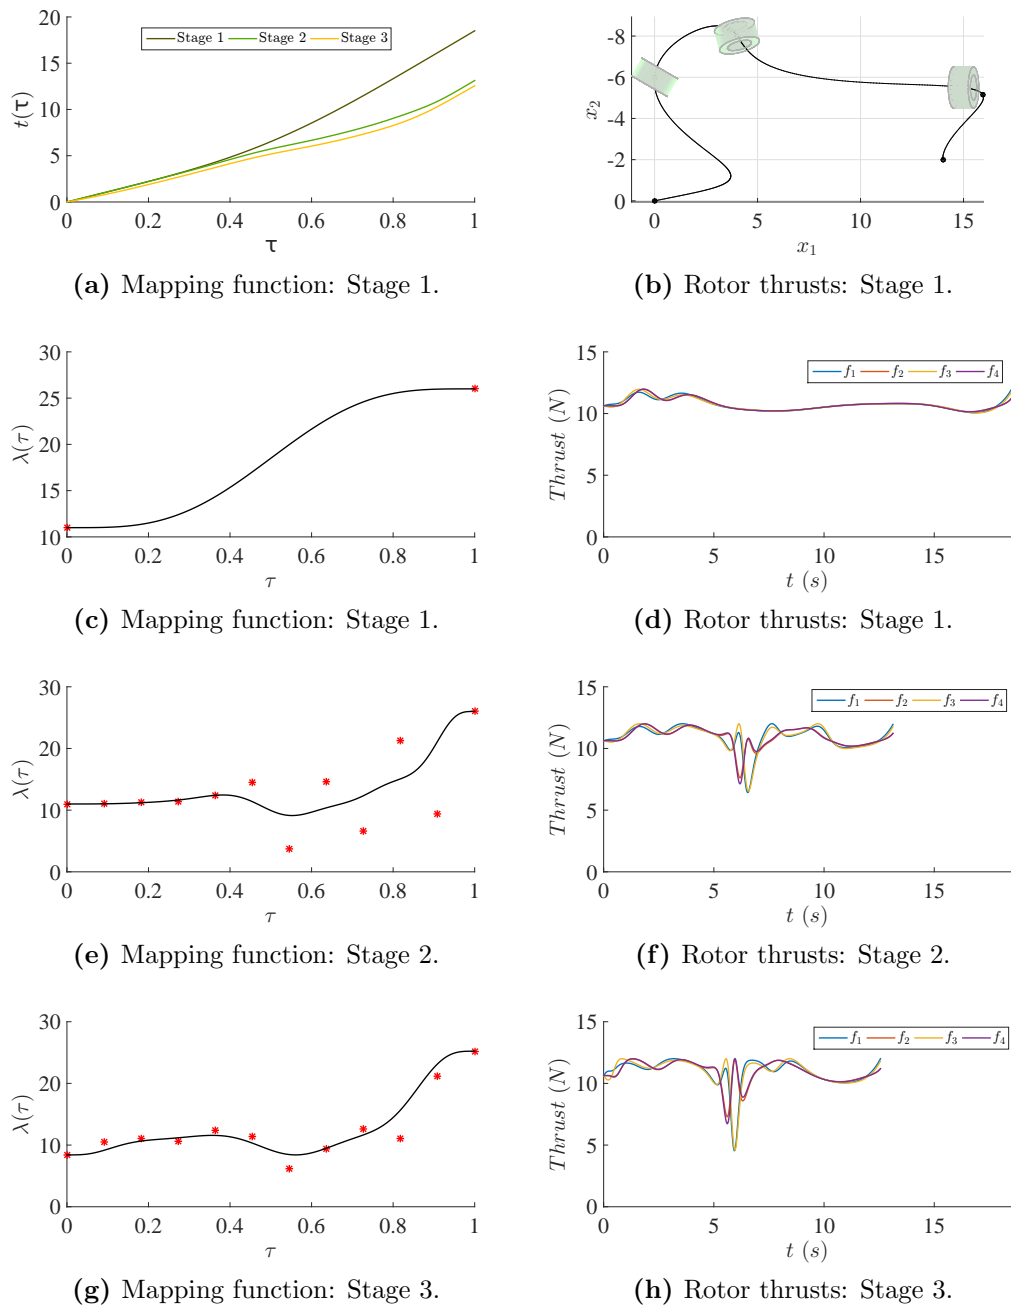 20
15
10
5
0
t(τ)
Stage 1 Stage 2 Stage 3
0 0.2 0.4 0.6 0.8 1
τ
(a) Mapping function: Stage 1.
-8
-6
-4
-2
0
x₂
0 5 10 15
x₁
(b) Rotor thrusts: Stage 1.
30
25
20
15
10
λ(τ)
0 0.2 0.4 0.6 0.8 1
τ
(c) Mapping function: Stage 1.
15
10
5
0
Thrust (N)
f₁ f₂ f₃ f₄
0 5 10 15
t (s)
(d) Rotor thrusts: Stage 1.
30
20
10
0
λ(τ)
0 0.2 0.4 0.6 0.8 1
τ
(e) Mapping function: Stage 2.
15
10
5
0
Thrust (N)
f₁ f₂ f₃ f₄
0 5 10 15
t (s)
(f) Rotor thrusts: Stage 2.
30
20
10
0
λ(τ)
0 0.2 0.4 0.6 0.8 1
τ
(g) Mapping function: Stage 3.
15
10
5
0
Thrust (N)
f₁ f₂ f₃ f₄
0 5 10 15
t (s)
(h) Rotor thrusts: Stage 3.